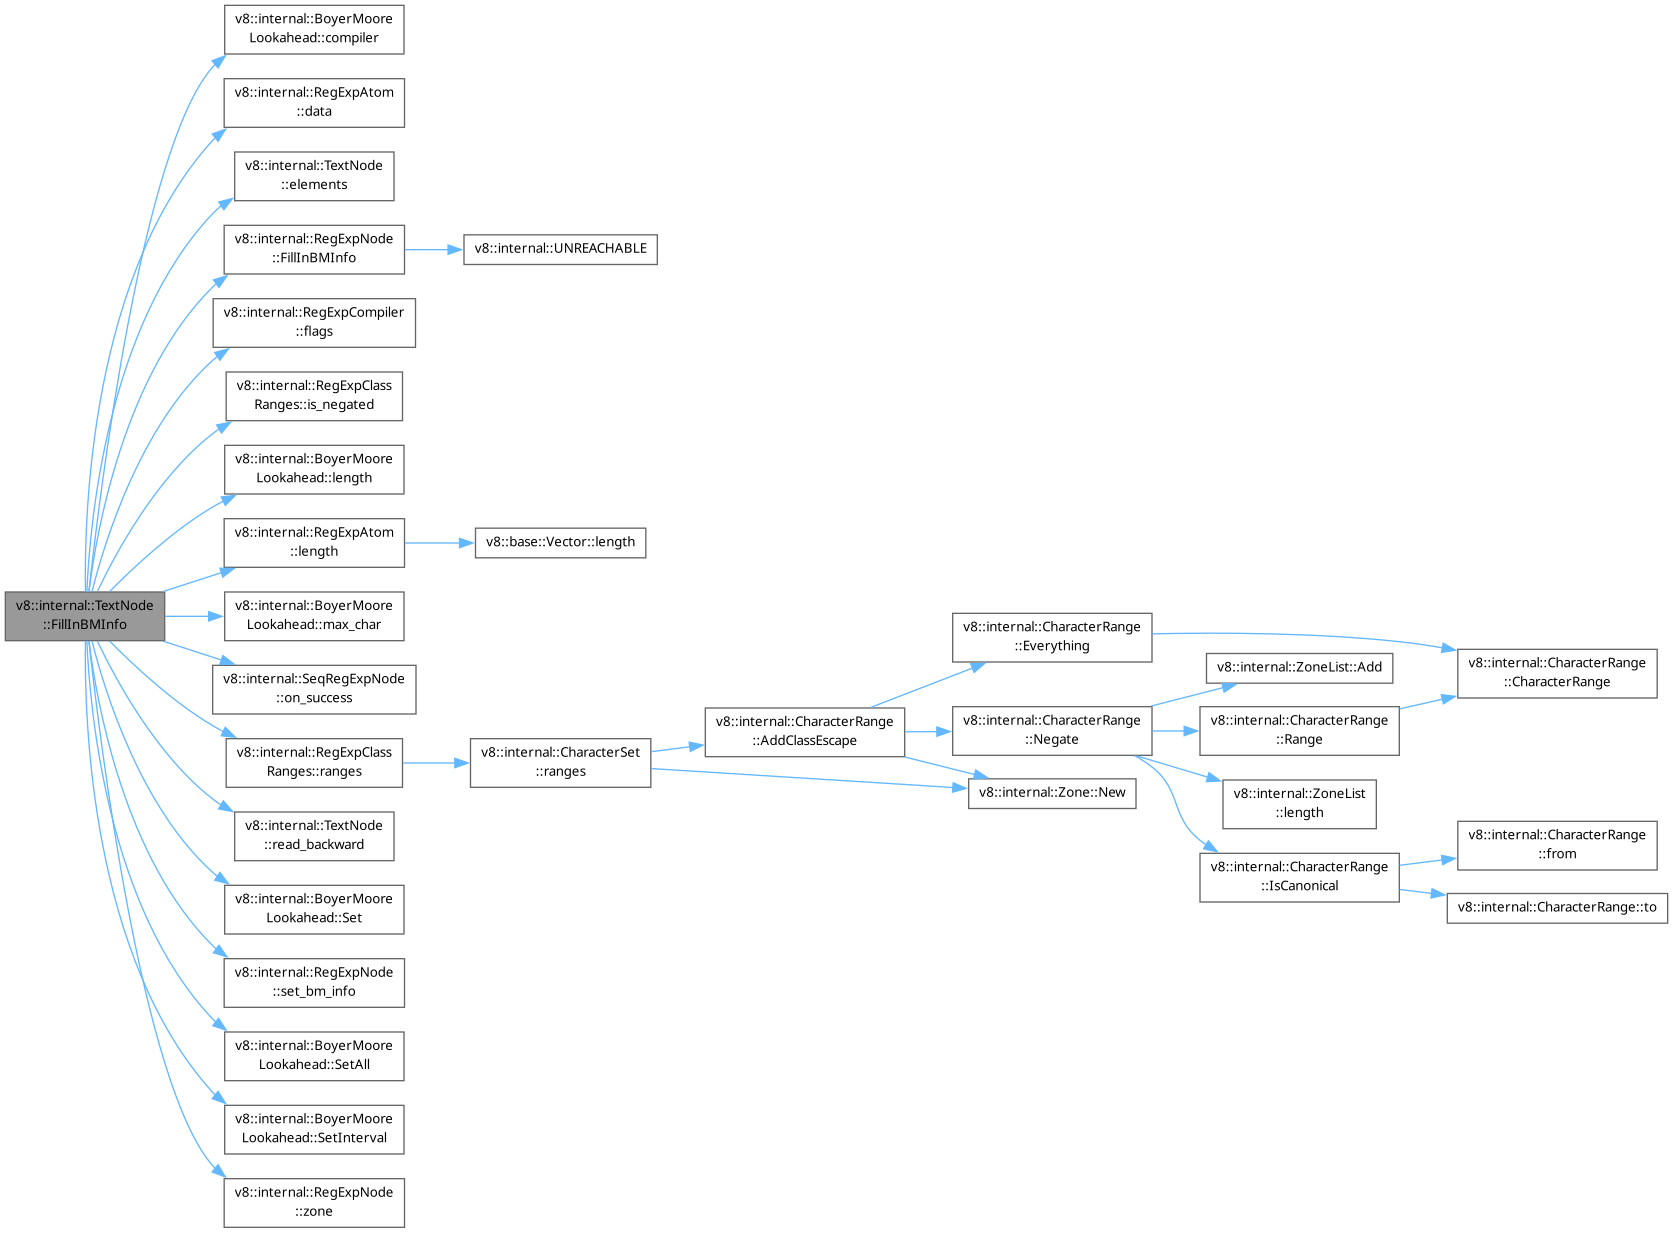 v8::internal::TextNode
::FillInBMInfo
v8::internal::BoyerMoore
Lookahead::compiler
v8::internal::RegExpAtom
::data
v8::internal::TextNode
::elements
v8::internal::RegExpNode
::FillInBMInfo
v8::internal::UNREACHABLE
v8::internal::RegExpCompiler
::flags
v8::internal::RegExpClass
Ranges::is_negated
v8::internal::BoyerMoore
Lookahead::length
v8::internal::RegExpAtom
::length
v8::base::Vector::length
v8::internal::BoyerMoore
Lookahead::max_char
v8::internal::SeqRegExpNode
::on_success
v8::internal::RegExpClass
Ranges::ranges
v8::internal::CharacterSet
::ranges
v8::internal::CharacterRange
::AddClassEscape
v8::internal::CharacterRange
::Everything
v8::internal::CharacterRange
::Negate
v8::internal::Zone::New
v8::internal::ZoneList::Add
v8::internal::CharacterRange
::Range
v8::internal::ZoneList
::length
v8::internal::CharacterRange
::IsCanonical
v8::internal::CharacterRange
::CharacterRange
v8::internal::CharacterRange
::from
v8::internal::CharacterRange::to
v8::internal::TextNode
::read_backward
v8::internal::BoyerMoore
Lookahead::Set
v8::internal::RegExpNode
::set_bm_info
v8::internal::BoyerMoore
Lookahead::SetAll
v8::internal::BoyerMoore
Lookahead::SetInterval
v8::internal::RegExpNode
::zone